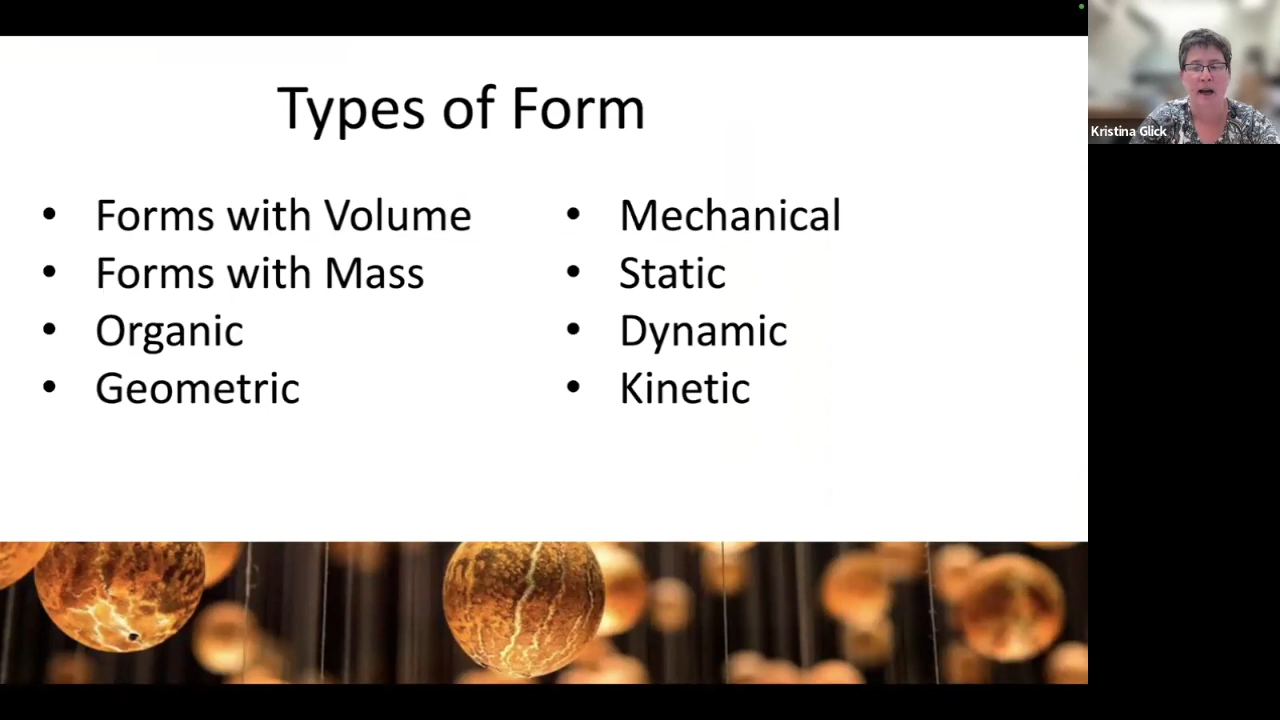 Types of Form
• Forms with Volume
• Forms with Mass
• Organic
• Geometric
• Mechanical
• Static
• Dynamic
• Kinetic
Kristina Glick